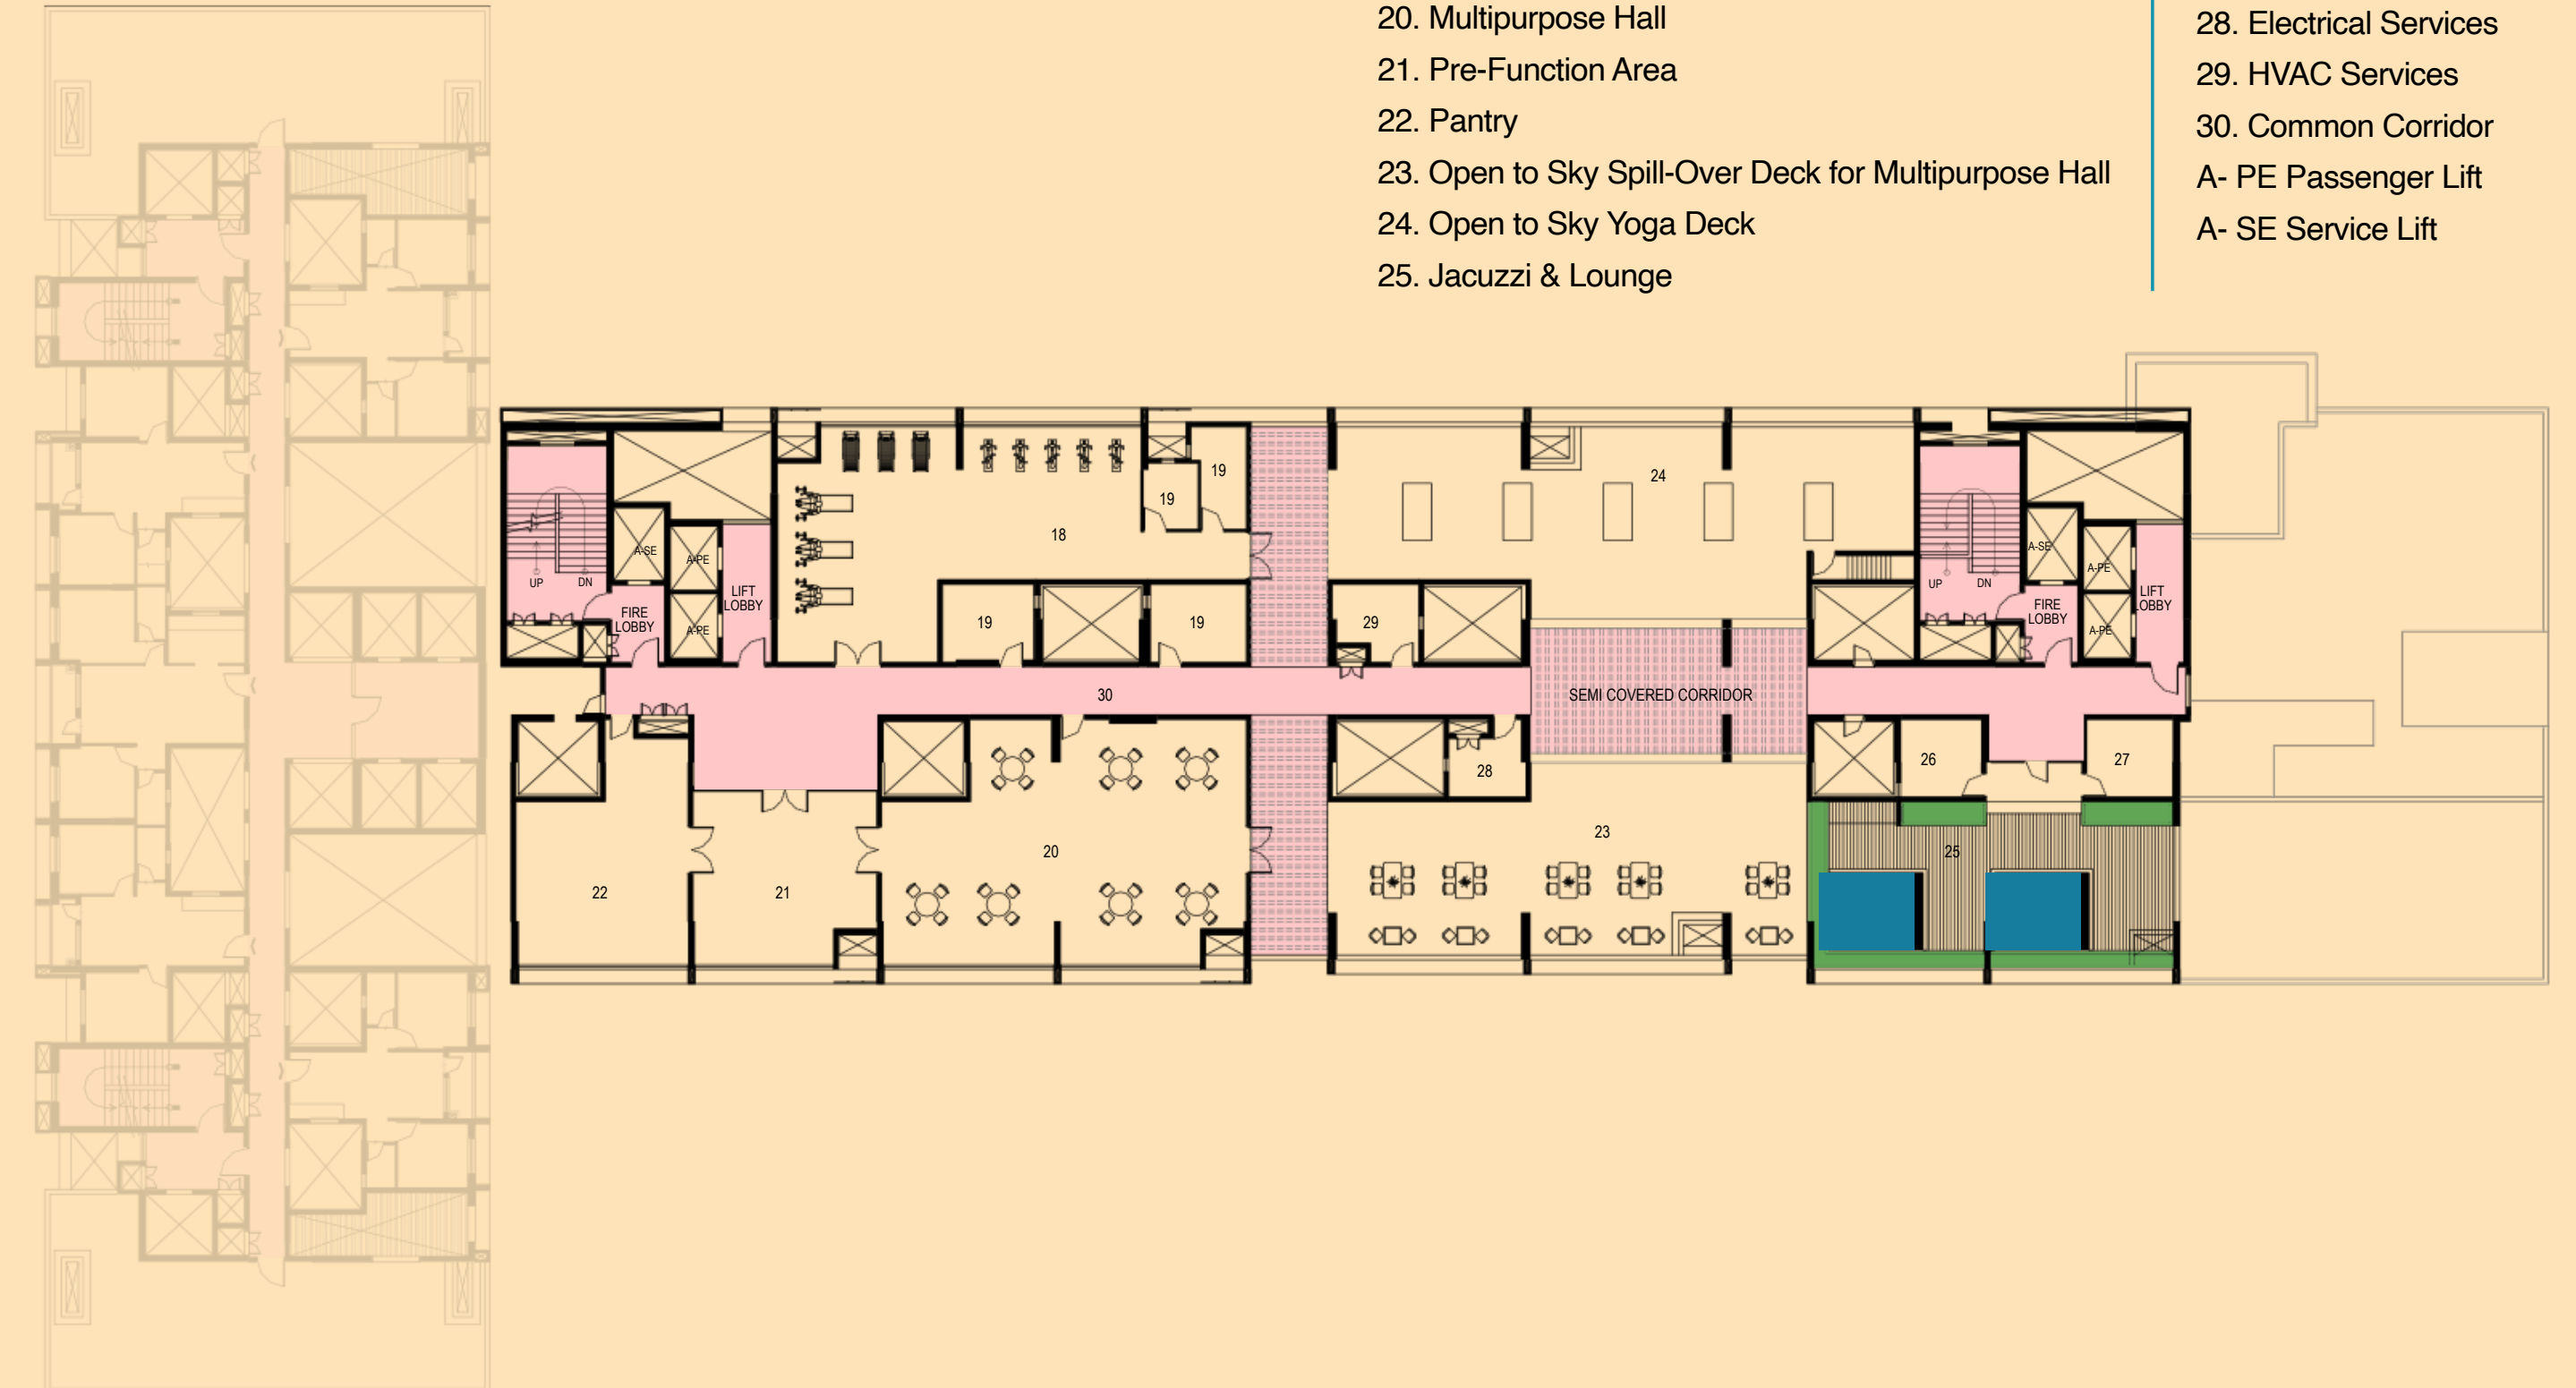 20. Multipurpose Hall
21. Pre-Function Area
22. Pantry
23. Open to Sky Spill-Over Deck for Multipurpose Hall
24. Open to Sky Yoga Deck
25. Jacuzzi & Lounge
28. Electrical Services
29. HVAC Services
30. Common Corridor
A- PE Passenger Lift
A- SE Service Lift
19
19
24
18
A-SE
A-PE
UP
DN
LIFT
LOBBY
FIRE
LOBBY
A-PE
19
19
29
A-SE
A-PE
UP
DN
LIFT
LOBBY
FIRE
LOBBY
A-PE
30
SEMI COVERED CORRIDOR
28
26
27
22
21
20
23
25